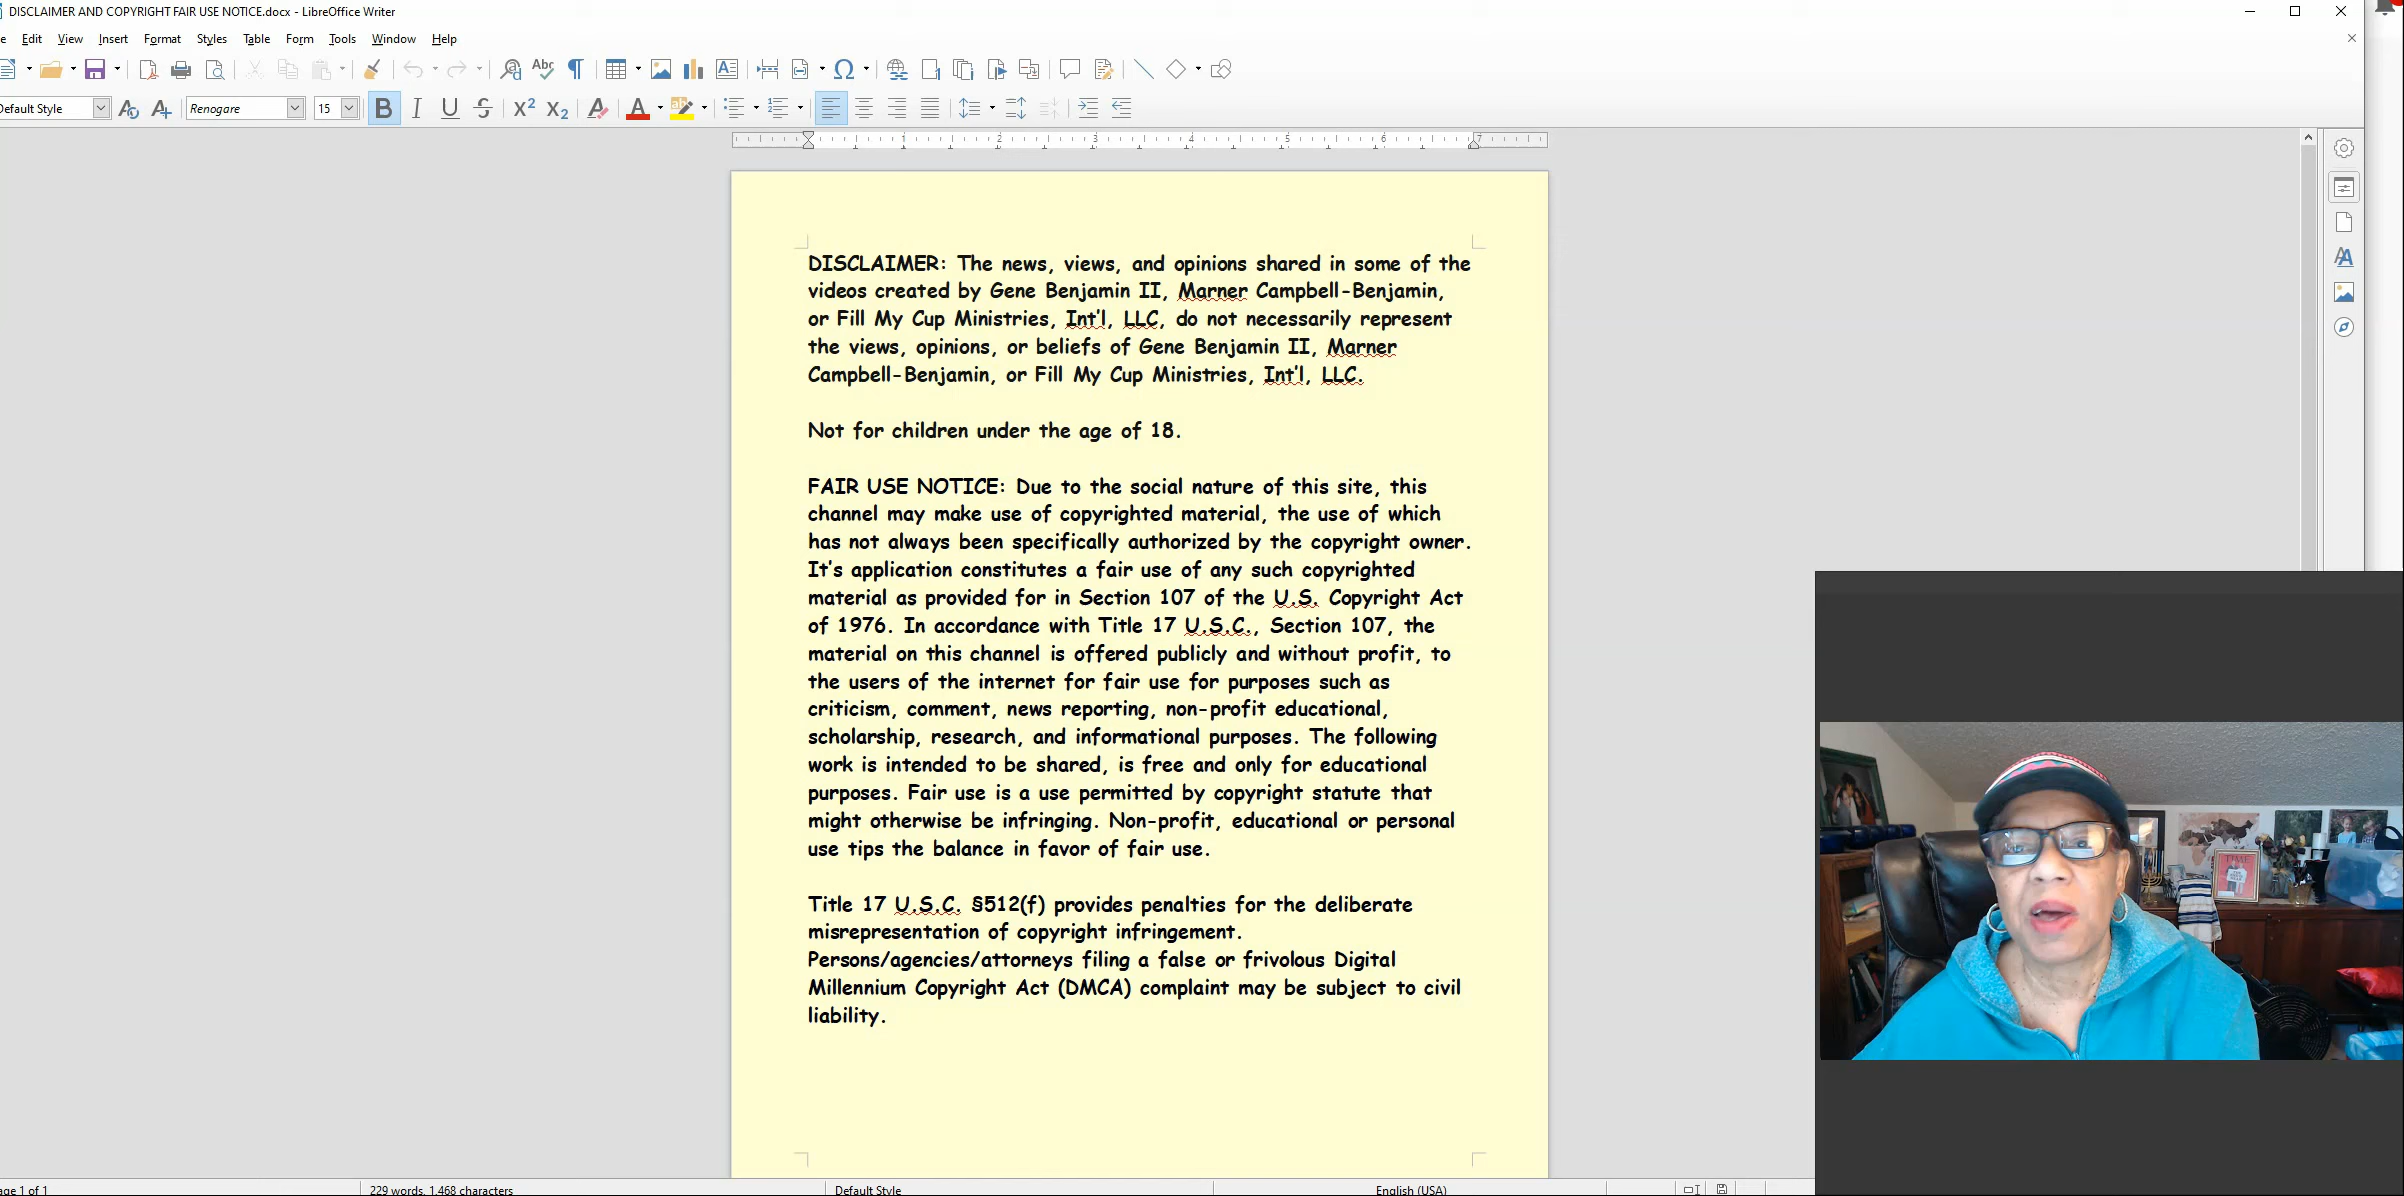 DISCLAIMER AND COPYRIGHT FAIR USE NOTICE.docx - LibreOffice Writer
Edit View Insert Format Styles Table Form Tools Window Help
Default Style Renogare 15
1 2 3 4 5 6 7
DISCLAIMER: The news, views, and opinions shared in some of the
videos created by Gene Benjamin II, Marner Campbell-Benjamin,
or Fill My Cup Ministries, Int'l, LLC, do not necessarily represent
the views, opinions, or beliefs of Gene Benjamin II, Marner
Campbell-Benjamin, or Fill My Cup Ministries, Int'l, LLC.
Not for children under the age of 18.
FAIR USE NOTICE: Due to the social nature of this site, this
channel may make use of copyrighted material, the use of which
has not always been specifically authorized by the copyright owner.
It's application constitutes a fair use of any such copyrighted
material as provided for in Section 107 of the U.S. Copyright Act
of 1976. In accordance with Title 17 U.S.C., Section 107, the
material on this channel is offered publicly and without profit, to
the users of the internet for fair use for purposes such as
criticism, comment, news reporting, non-profit educational,
scholarship, research, and informational purposes. The following
work is intended to be shared, is free and only for educational
purposes. Fair use is a use permitted by copyright statute that
might otherwise be infringing. Non-profit, educational or personal
use tips the balance in favor of fair use.
Title 17 U.S.C. §512(f) provides penalties for the deliberate
misrepresentation of copyright infringement.
Persons/agencies/attorneys filing a false or frivolous Digital
Millennium Copyright Act (DMCA) complaint may be subject to civil
liability.
TIME
age 1 of 1 229 words, 1,468 characters Default Style English (USA)